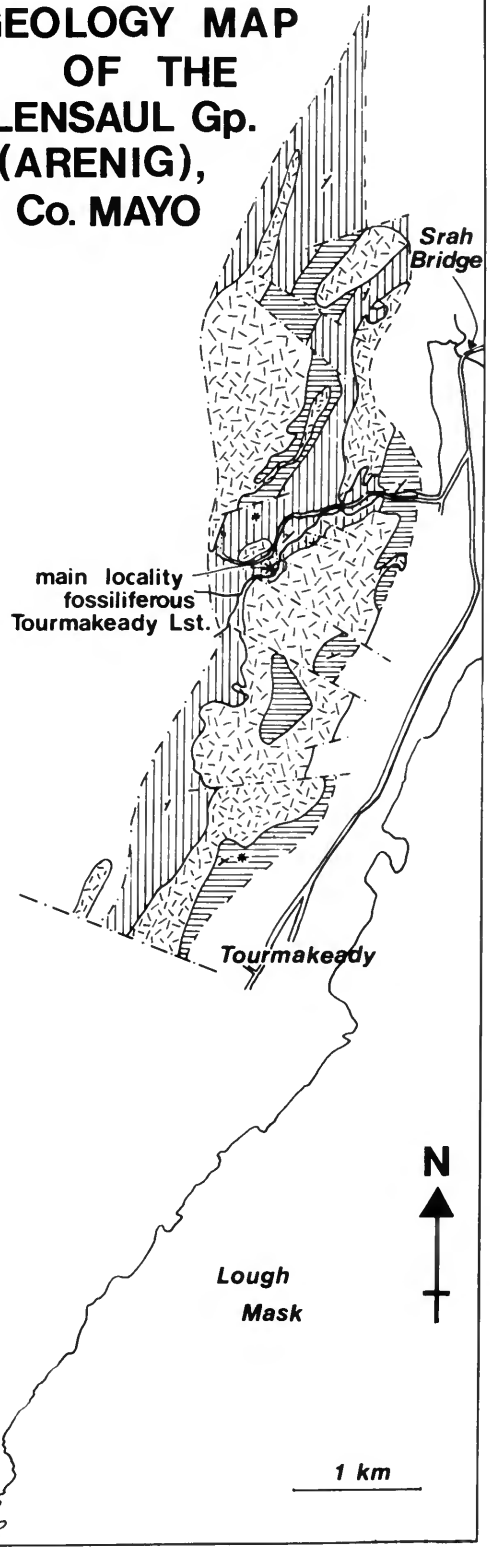 GEOLOGY MAP
OF THE
LENSAUL Gp.
(ARENIG),
Co. MAYO
Srah
Bridge
main locality
fossiliferous
Tourmakeady Lst.
Tourmakeady
N
Lough
Mask
1 km